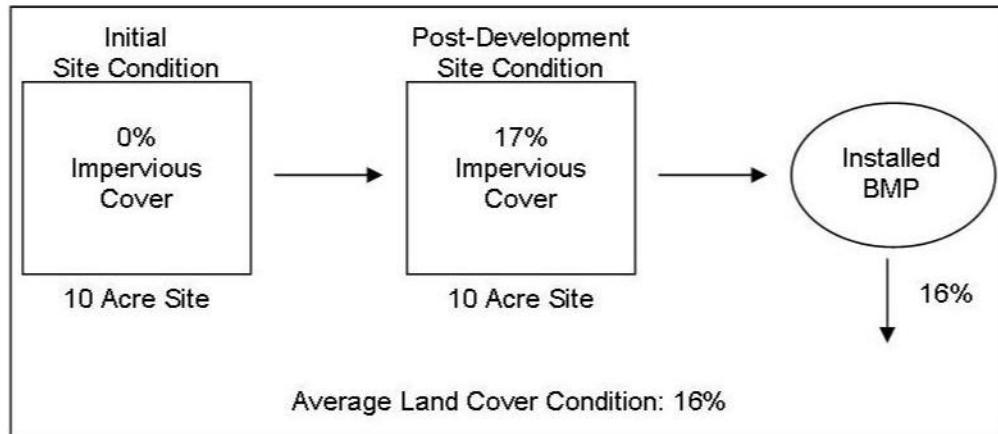 Initial
Site Condition
0%
Impervious
Cover
10 Acre Site
Post-Development
Site Condition
17%
Impervious
Cover
10 Acre Site
Installed
BMP
16%
Average Land Cover Condition: 16%